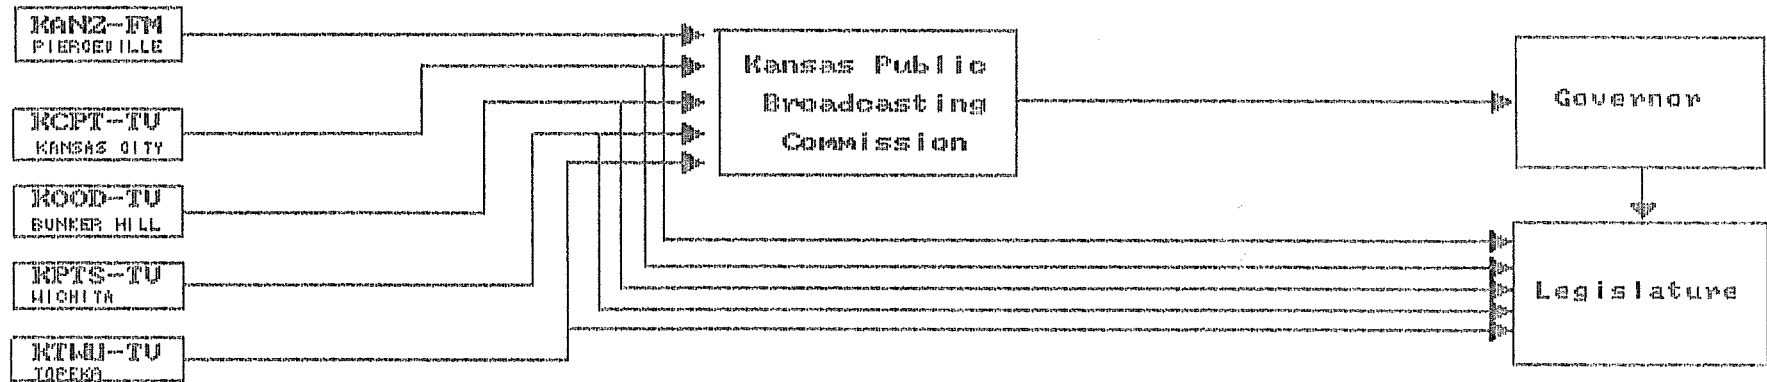 KANZ-FM
PIERCEVILLE
KCPT-TV
KANSAS CITY
KOOD-TV
BUNKER HILL
KPTS-TV
WICHITA
KTWU-TV
TOPEKA
Kansas Public
Broadcasting
Commission
Governor
Legislature